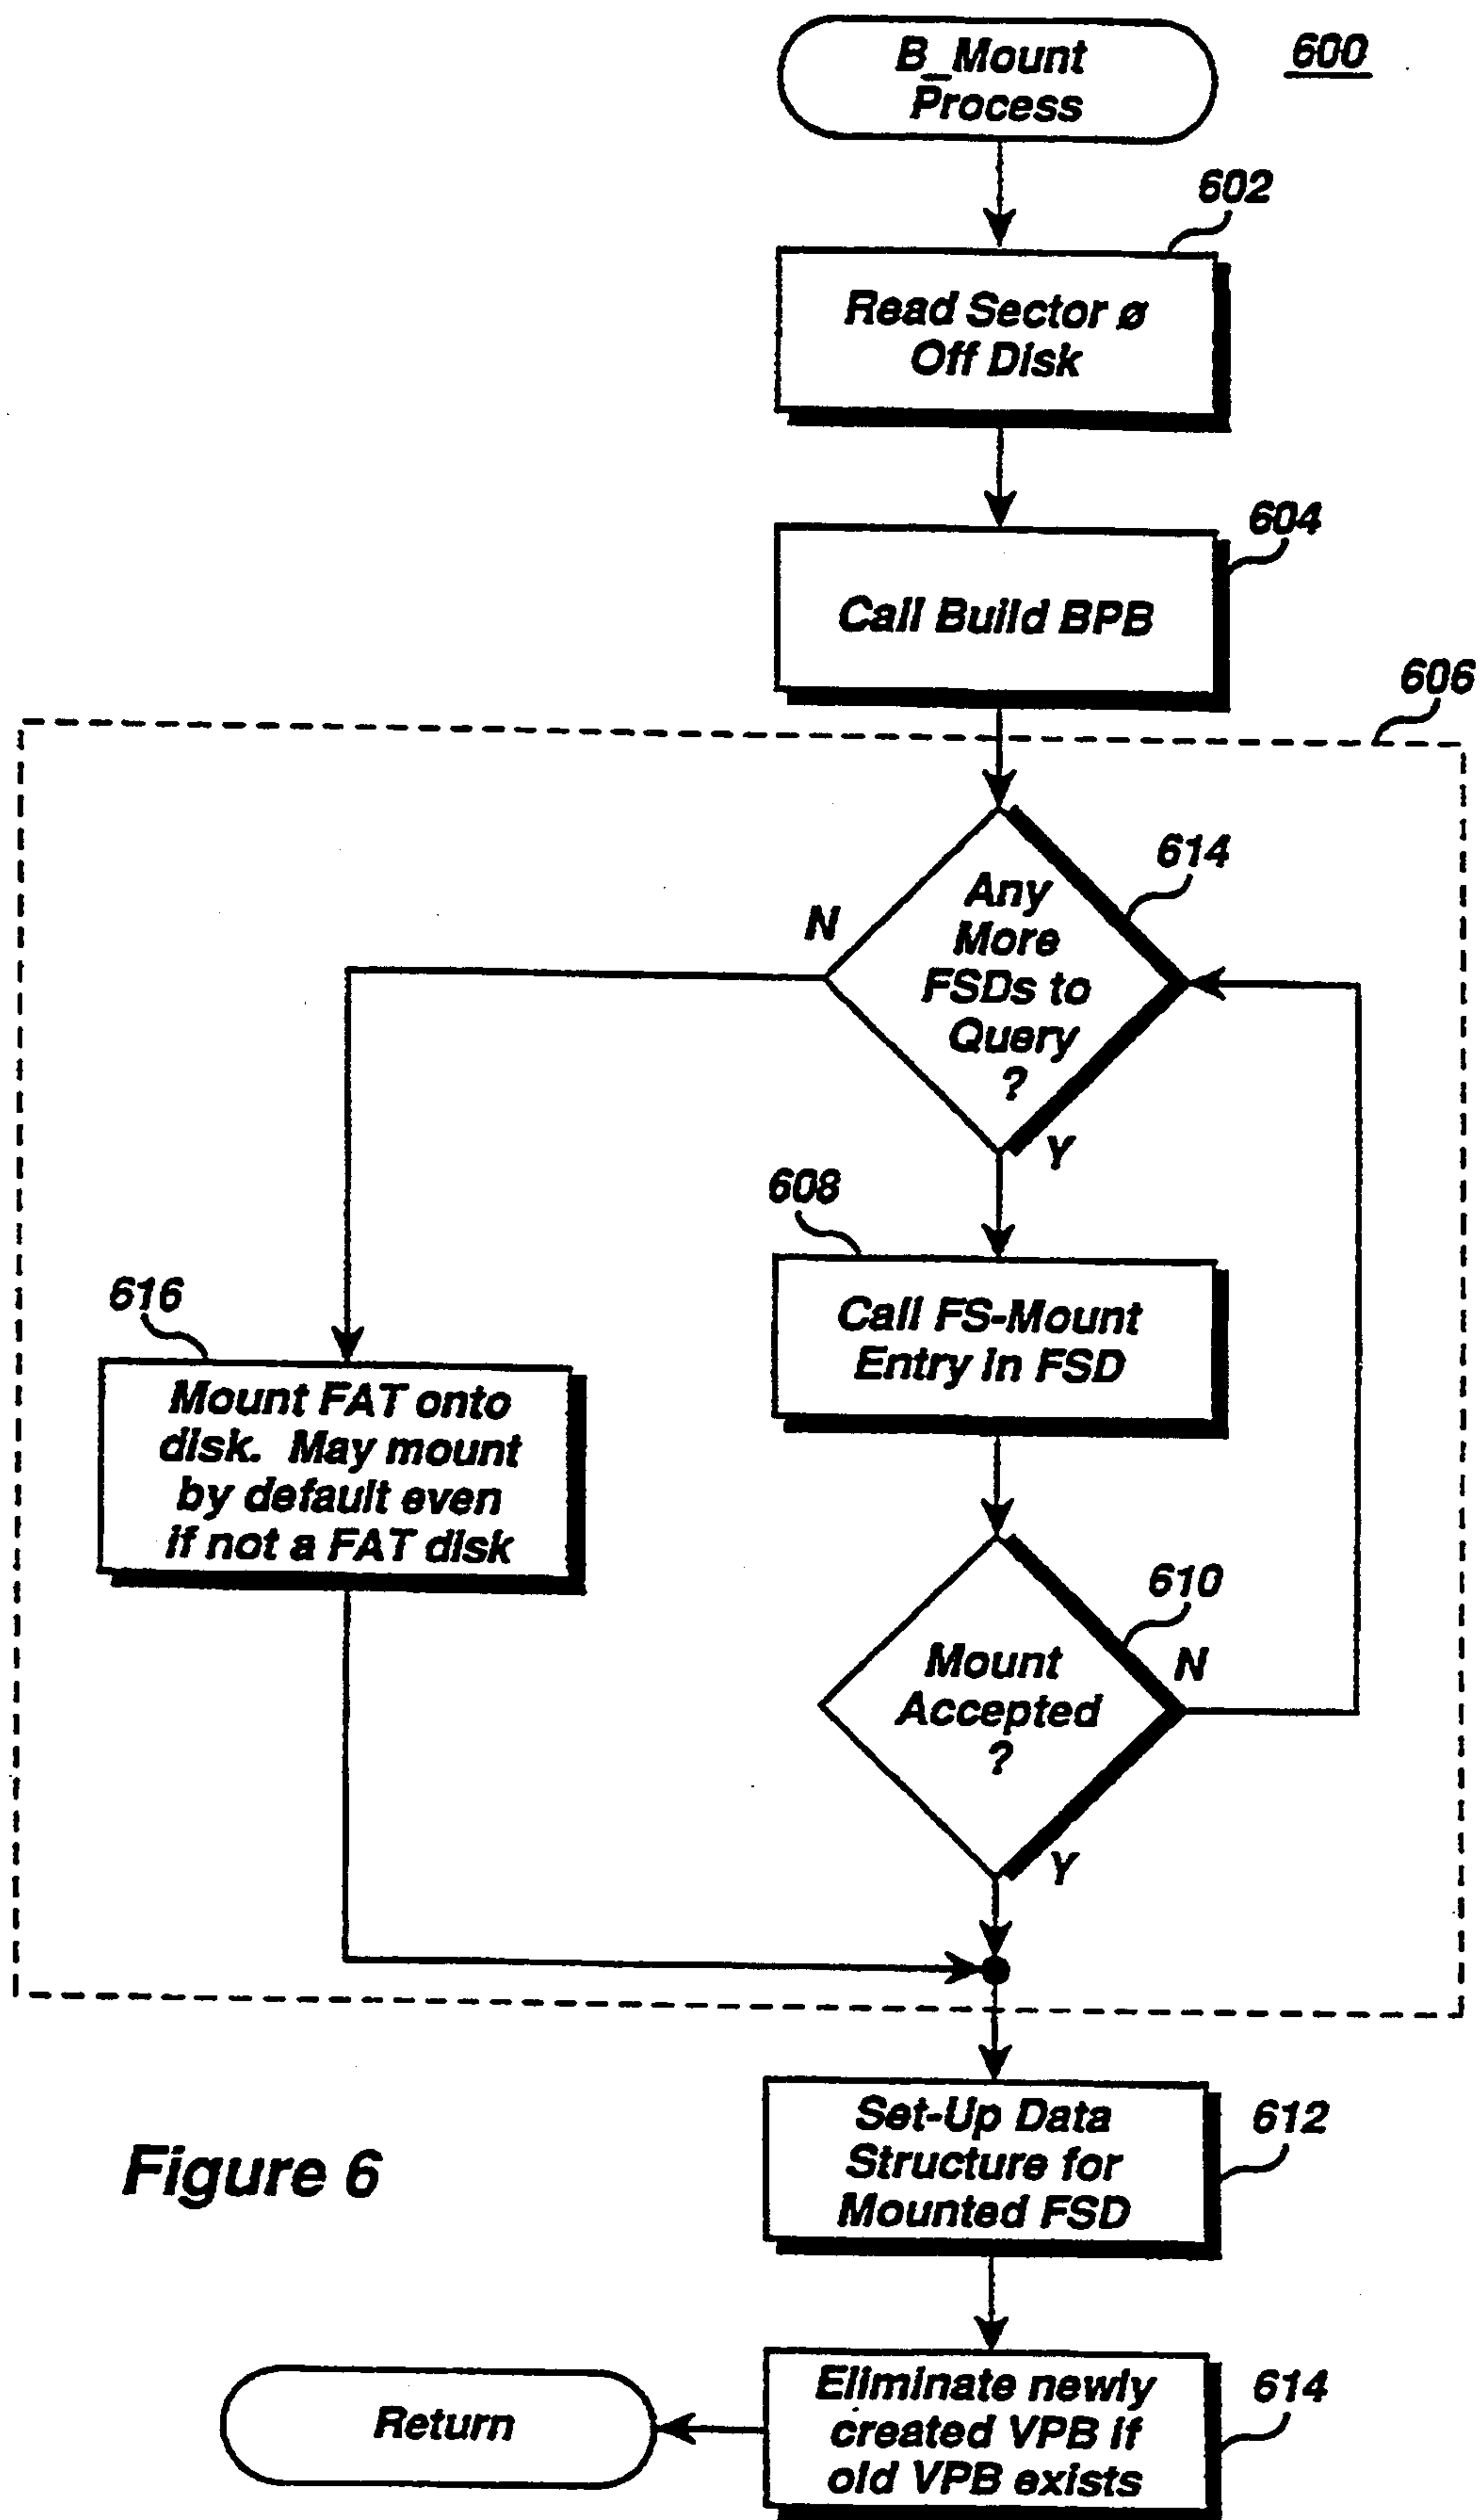 B_Mount
Process
600
602
Read Sector ø
Off Disk
604
Call Build BPB
606
614
Any
More
FSDs to
Query
?
N
Y
608
Call FS-Mount
Entry in FSD
616
Mount FAT onto
disk. May mount
by default even
if not a FAT disk
610
Mount
Accepted
?
N
Y
612
Set-Up Data
Structure for
Mounted FSD
Figure 6
614
Eliminate newly
created VPB if
old VPB exists
Return